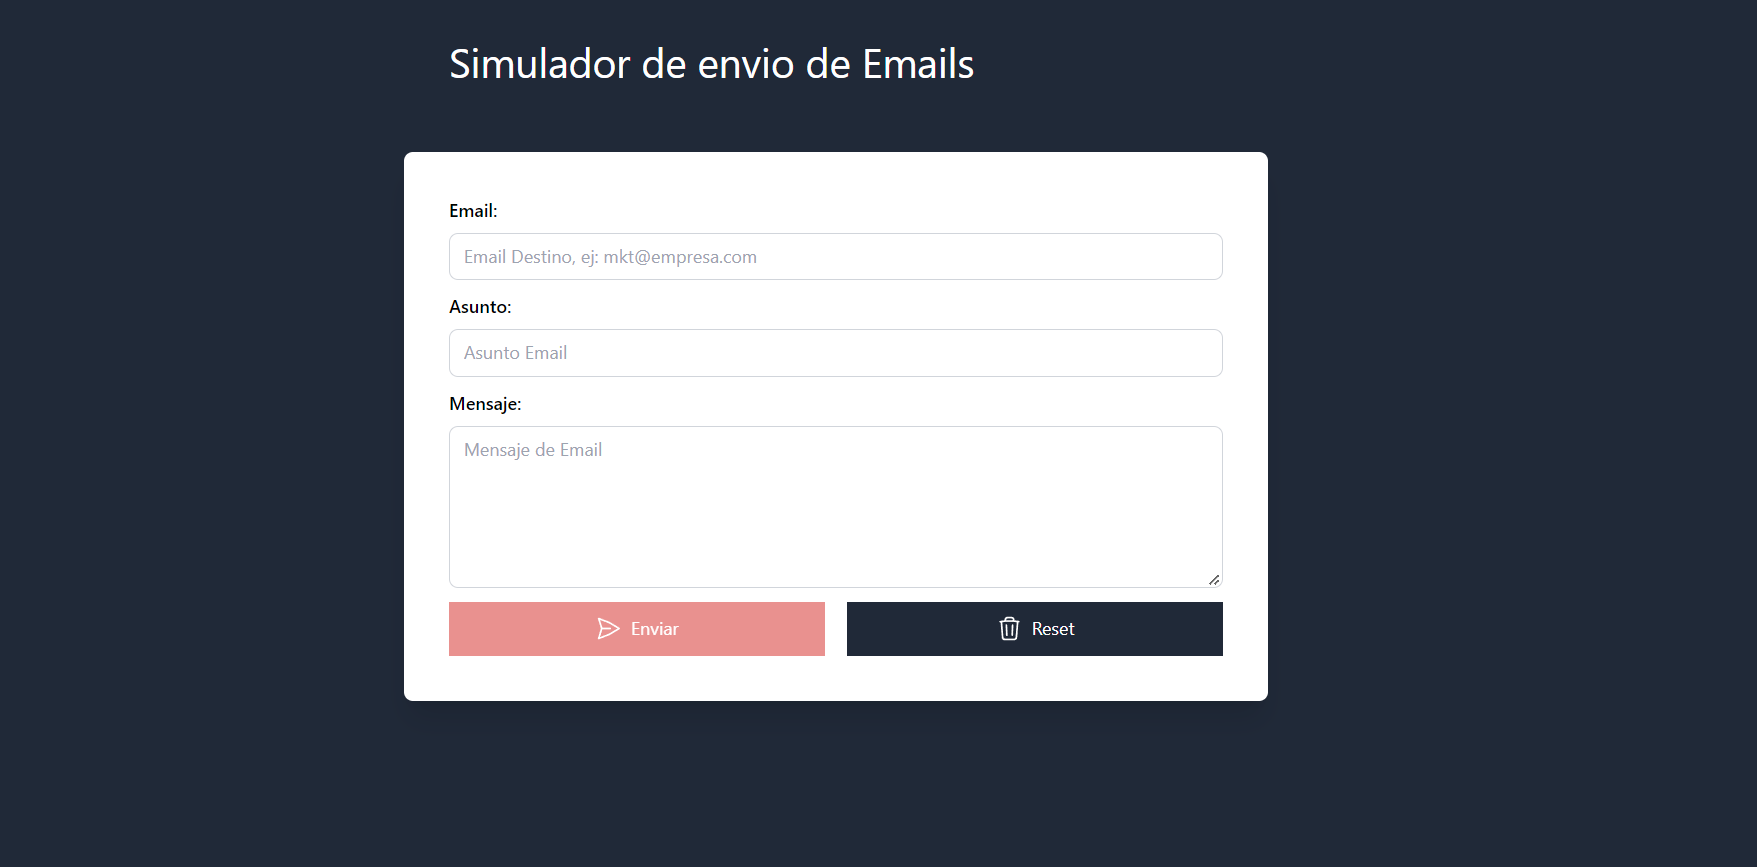 Simulador de envio de Emails
Email:
Email Destino, ej: mkt@empresa.com
Asunto:
Asunto Email
Mensaje:
Mensaje de Email
Enviar
Reset